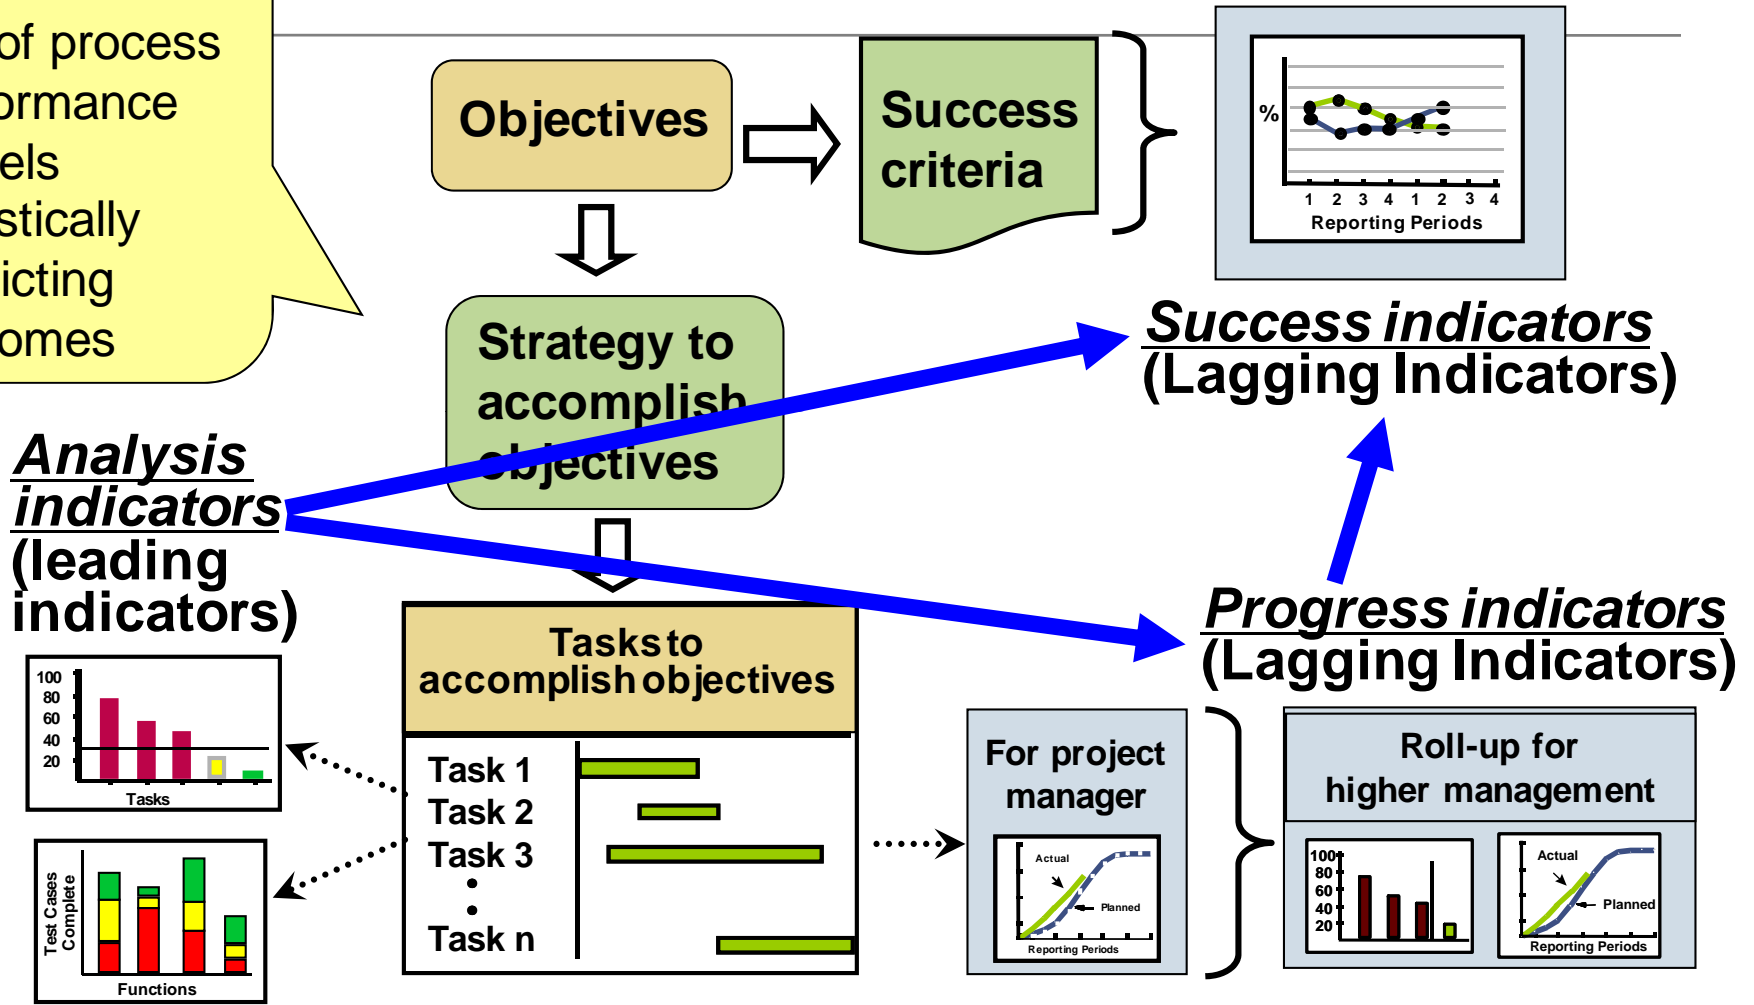 of process
ormance
els
stically
icting
omes
Objectives
Success
criteria
%
1 2 3 4 1 2 3 4
Reporting Periods
Success indicators
(Lagging Indicators)
Strategy to
accomplish
objectives
Analysis
indicators
(leading
indicators)
100
80
60
40
20
Tasks
Test Cases
Complete
Functions
Tasks to
accomplish objectives
Task 1
Task 2
Task 3
Task n
Progress indicators
(Lagging Indicators)
For project
manager
Actual
Planned
Reporting Periods
Roll-up for
higher management
100
80
60
40
20
Actual
Planned
Reporting Periods